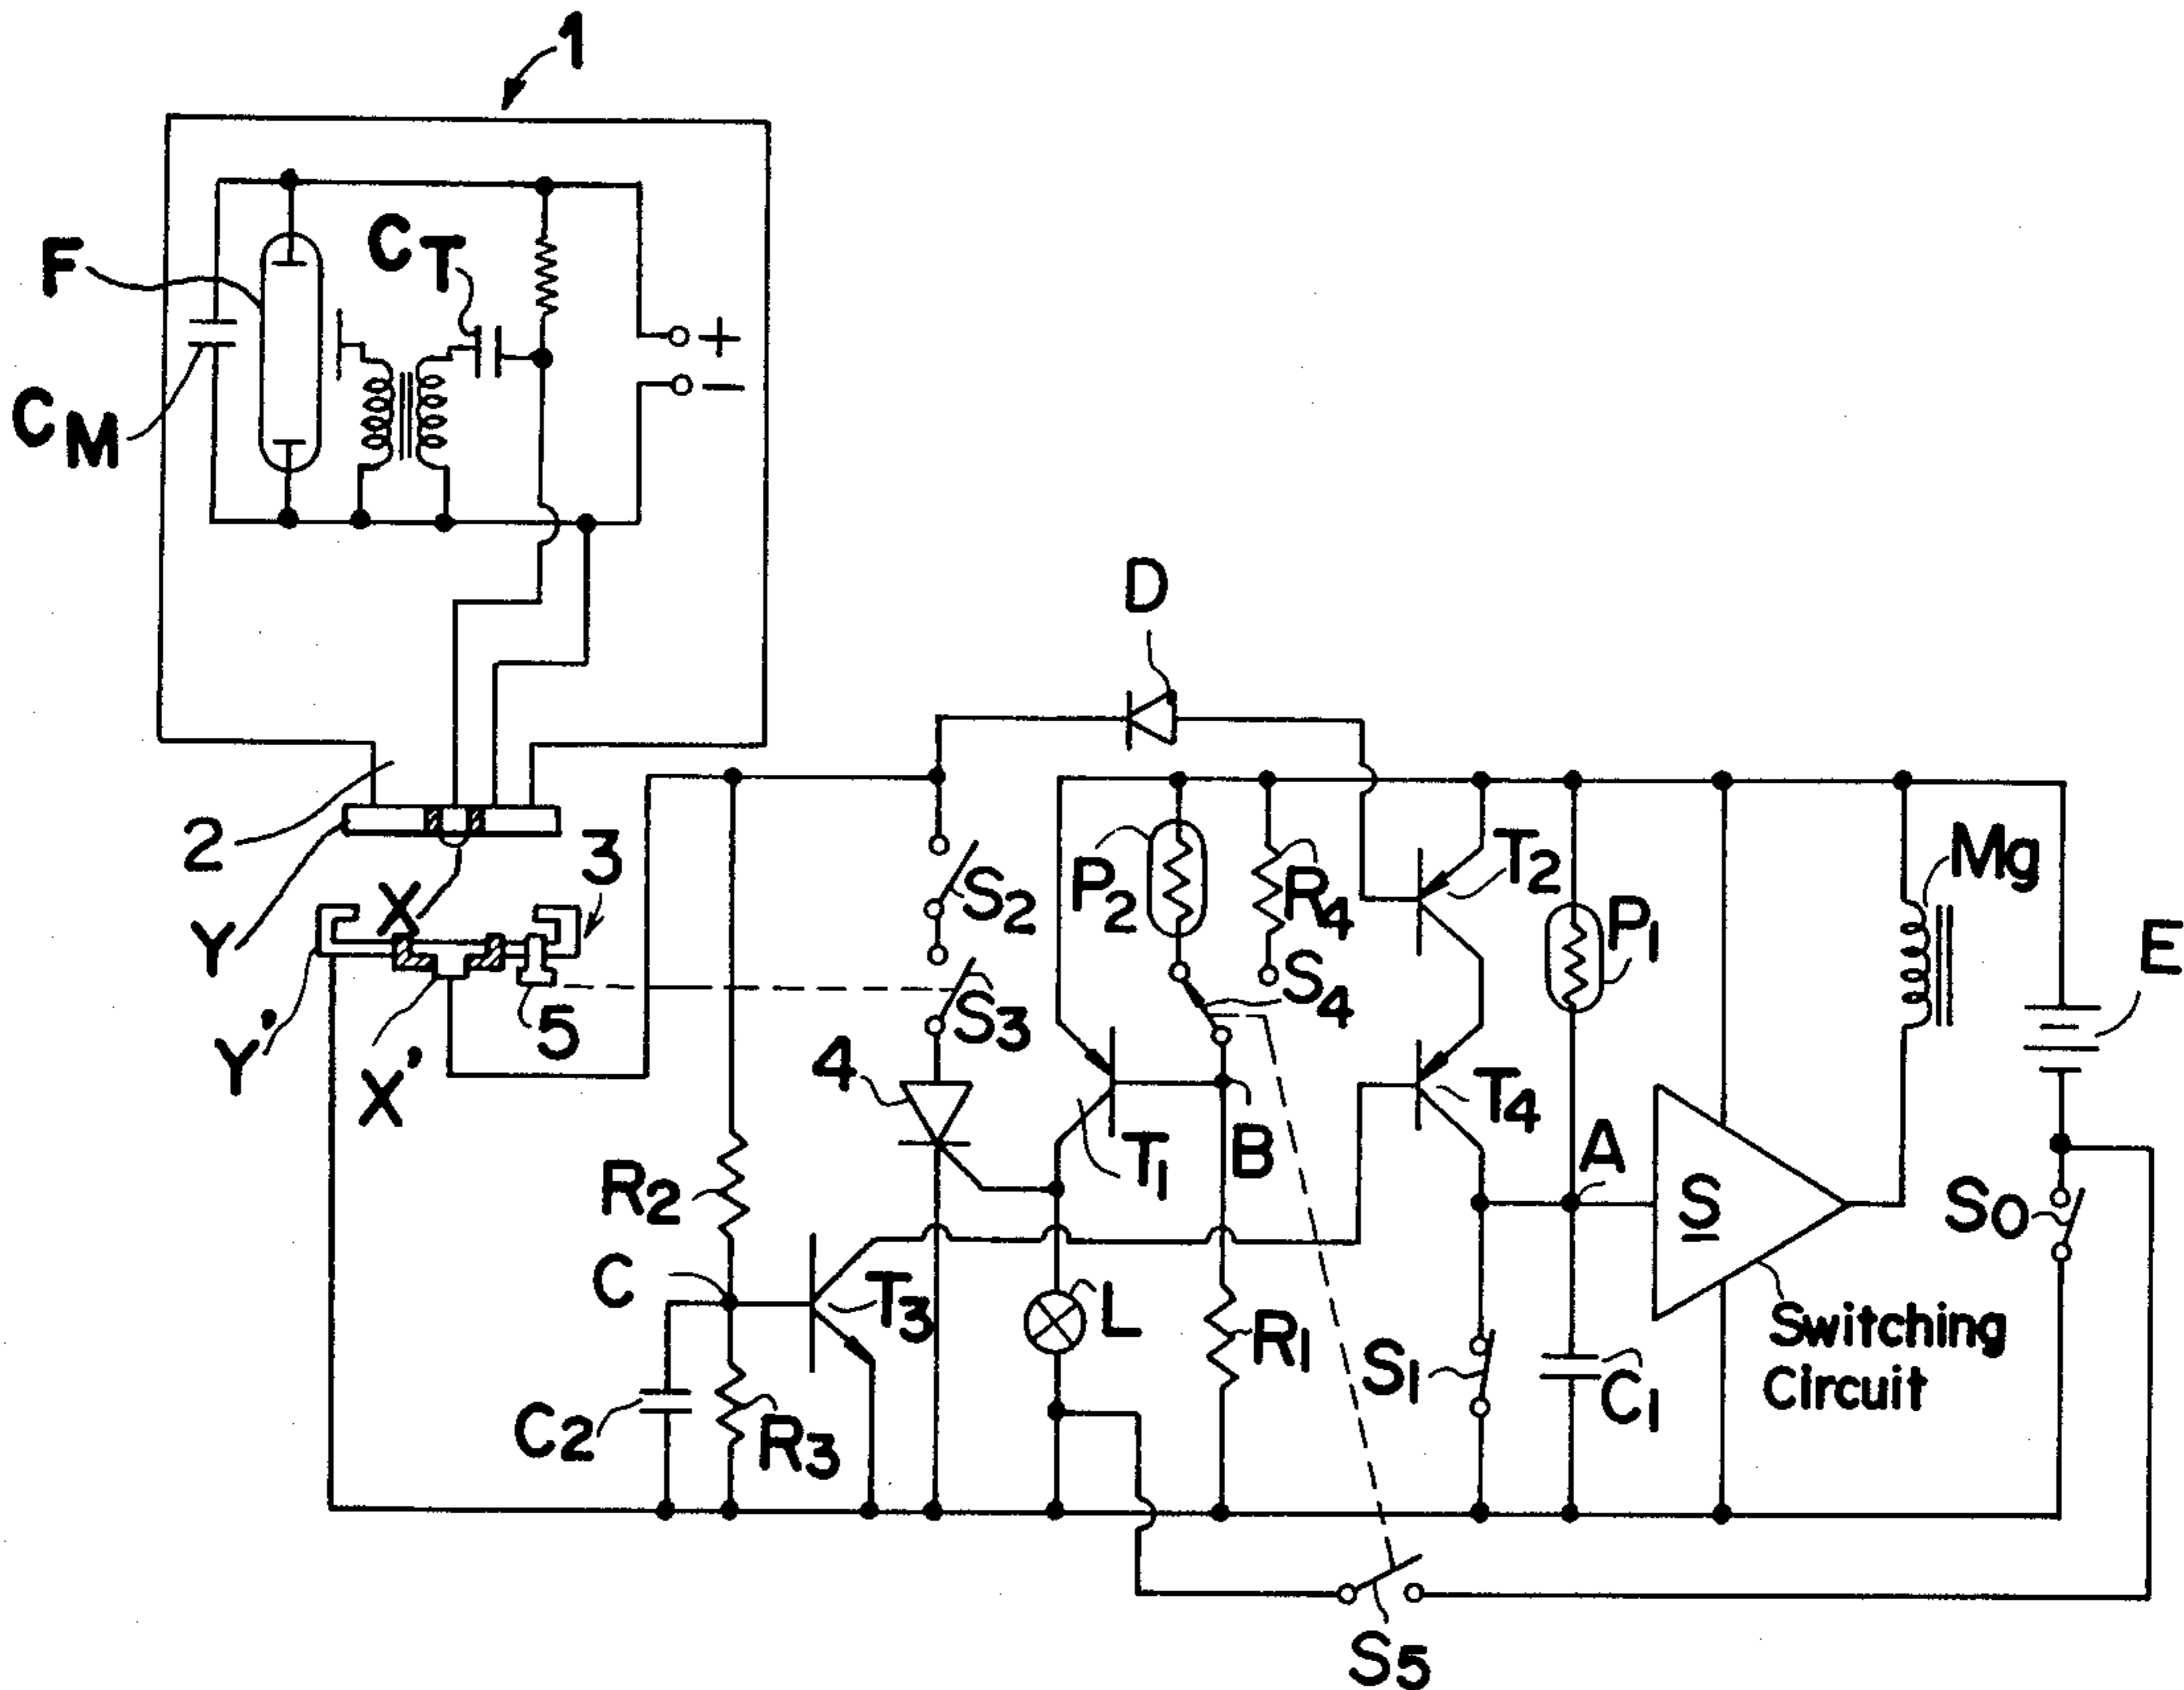 1
F
CT
+
−
CM
D
2
3
Y
X
S2
P2
R4
T2
P1
Mg
E
Y'
X'
5
S3
S4
4
T1
B
T4
A
S
S0
R2
C
T3
L
R1
S1
C1
Switching
Circuit
C2
R3
S5